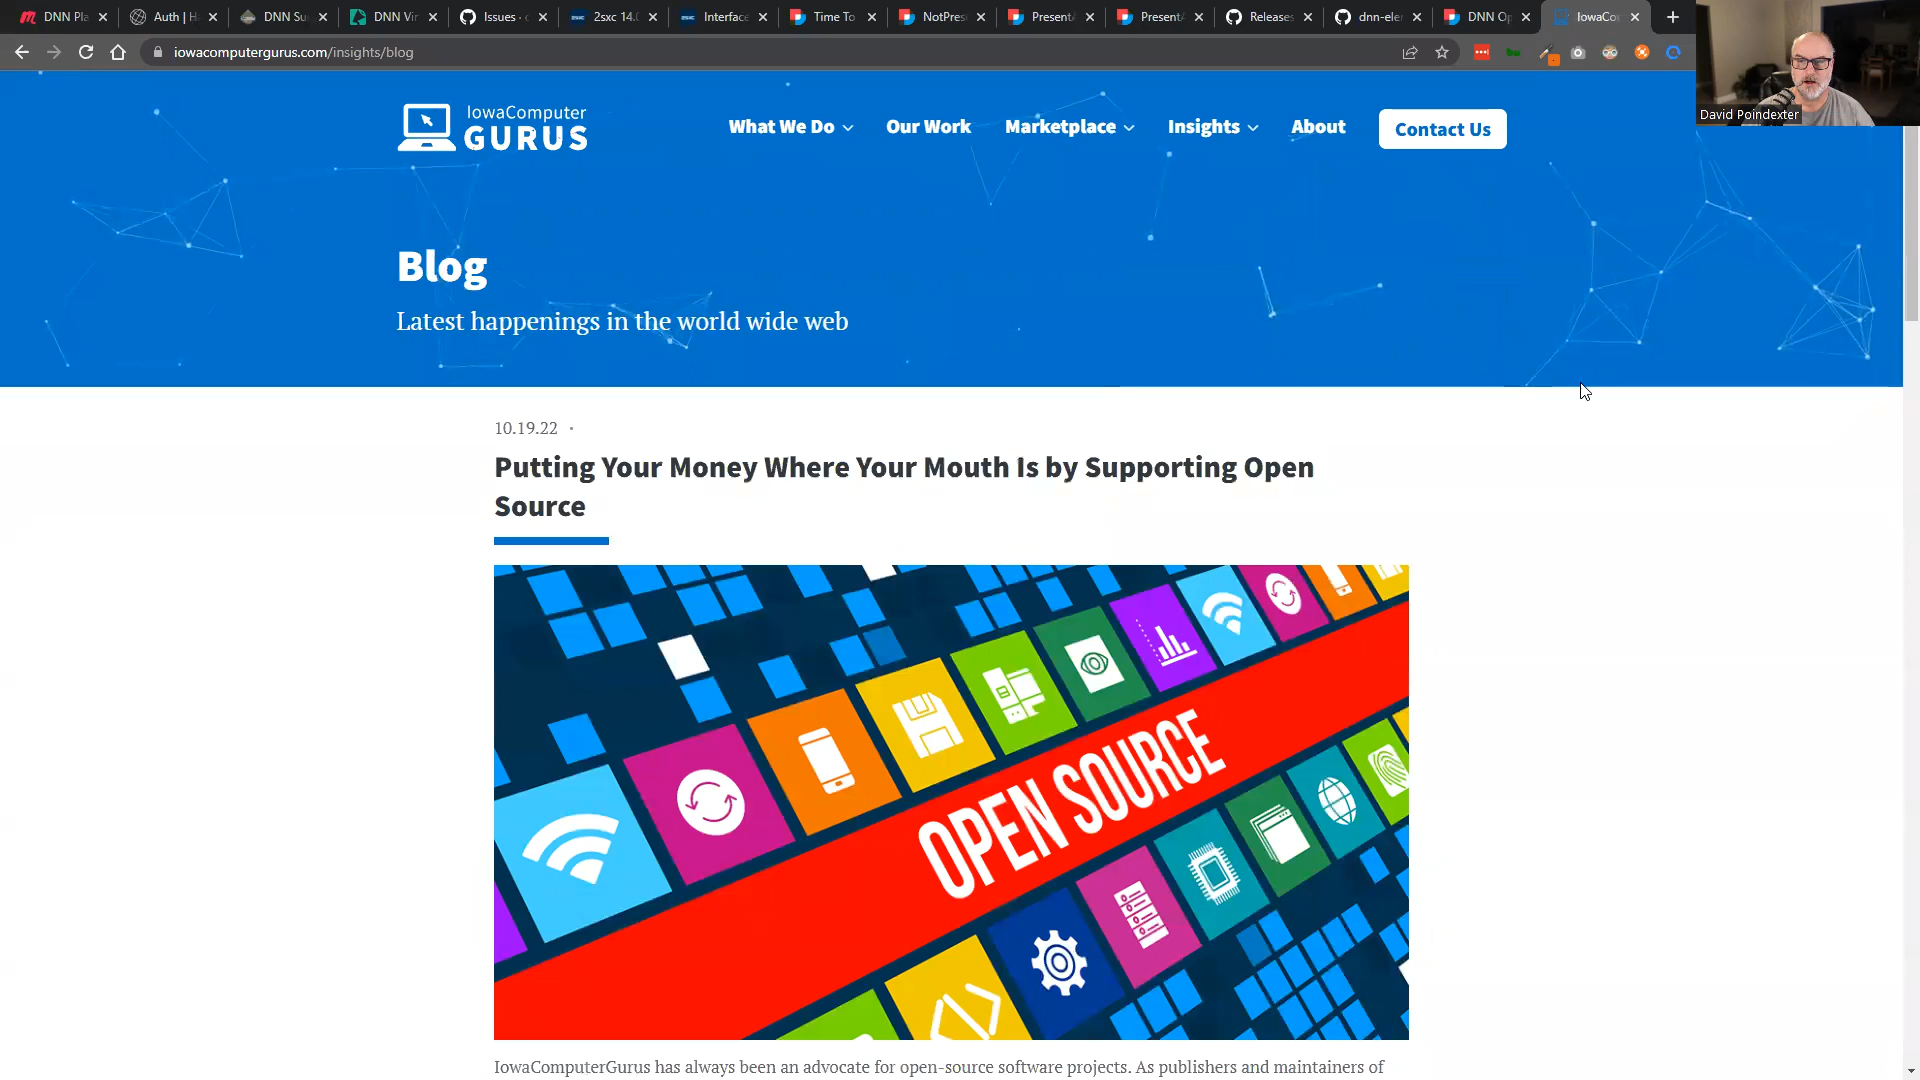 DNN Pla
Auth | H
DNN Su
DNN Vir
Issues ·
2sxc 14.0
Interface
Time To
NotPres
Present
Present
Releases
dnn-eler
DNN Op
IowaCo
iowacomputergurus.com/insights/blog
David Poindexter
IowaComputer
GURUS
What We Do
Our Work
Marketplace
Insights
About
Contact Us
Blog
Latest happenings in the world wide web
10.19.22 ·
Putting Your Money Where Your Mouth Is by Supporting Open
Source
OPEN SOURCE
IowaComputerGurus has always been an advocate for open-source software projects. As publishers and maintainers of